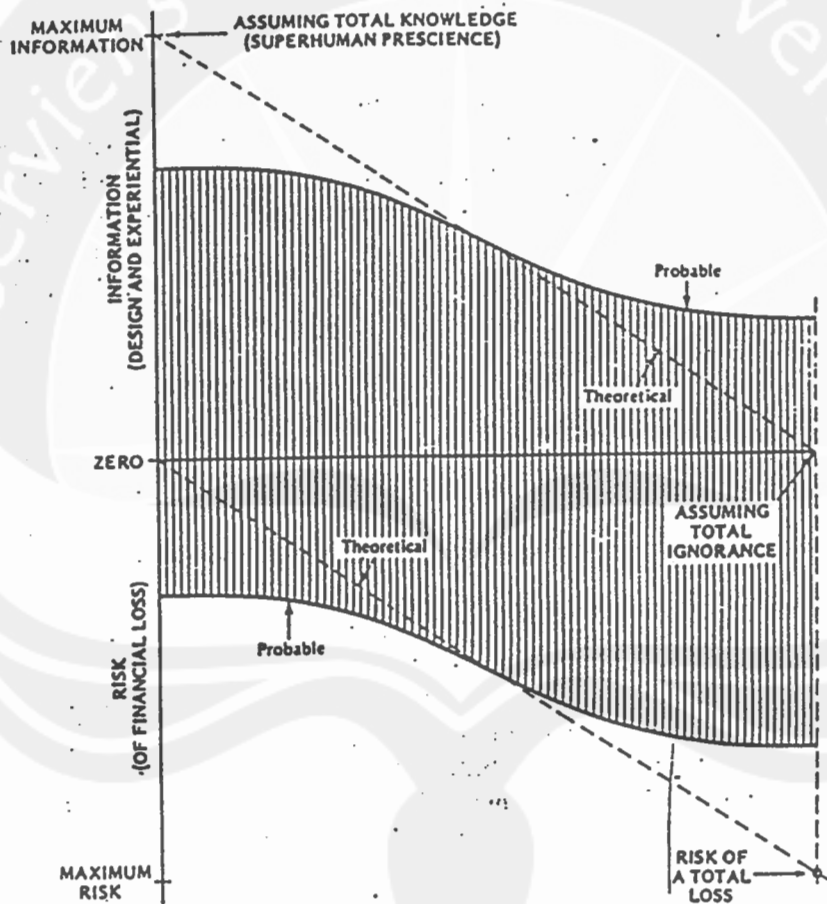 MAXIMUM
INFORMATION
ASSUMING TOTAL KNOWLEDGE
(SUPERHUMAN PRESCIENCE)
INFORMATION
(DESIGN AND EXPERIENTIAL)
Probable
Theoretical
ZERO
ASSUMING
TOTAL
IGNORANCE
Theoretical
Probable
RISK
(OF FINANCIAL LOSS)
MAXIMUM
RISK
RISK OF
A TOTAL
LOSS